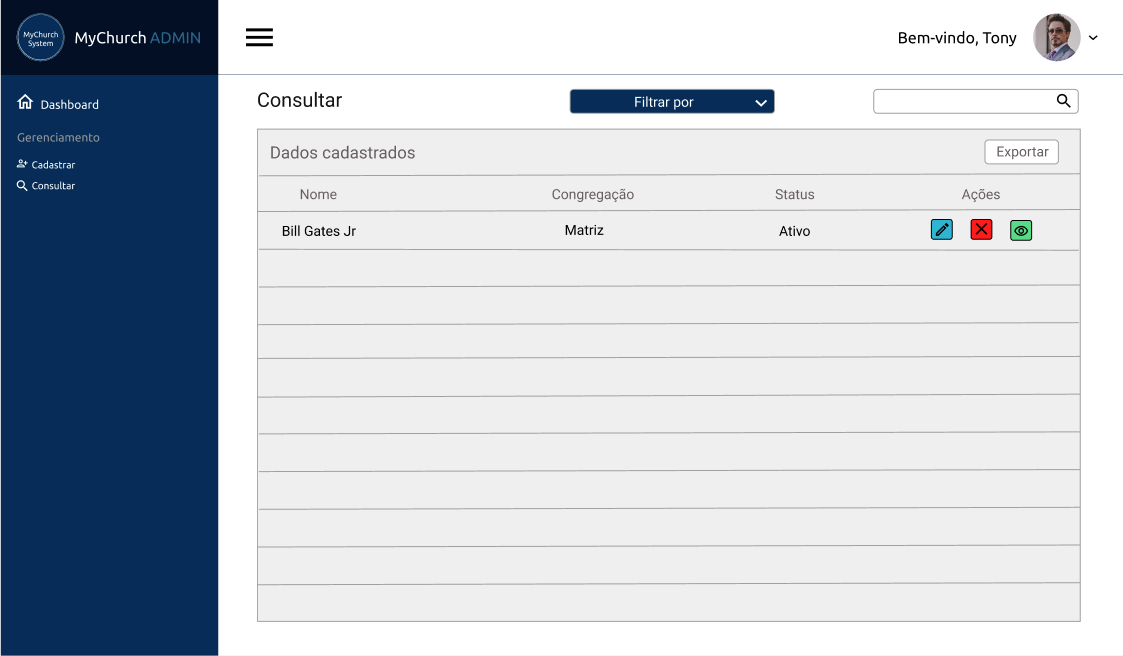 MyChurch
System
MyChurch ADMIN
Bem-vindo, Tony
Dashboard
Gerenciamento
Cadastrar
Consultar
Consultar
Filtrar por
Dados cadastrados
Exportar
Nome Congregação Status Ações
Bill Gates Jr Matriz Ativo